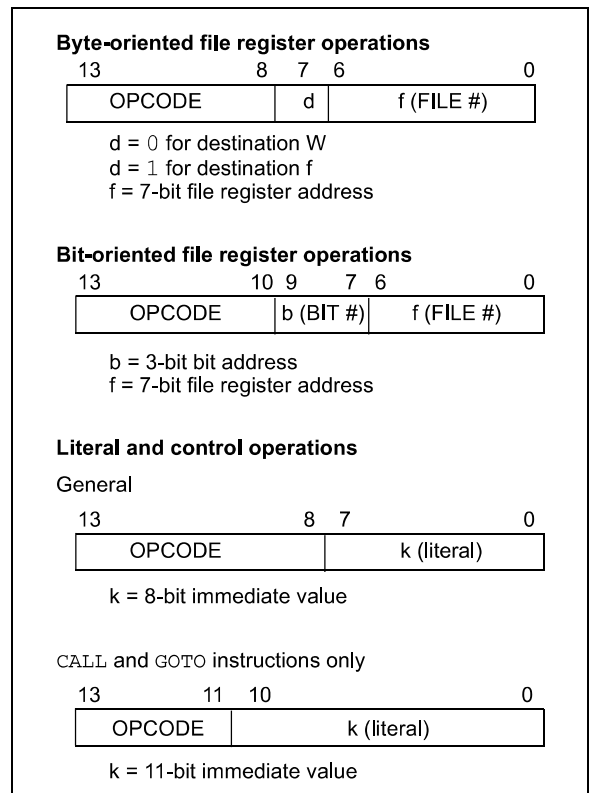 Byte-oriented file register operations
13 8 7 6 0
OPCODE d f (FILE #)
d = 0 for destination W
d = 1 for destination f
f = 7-bit file register address
Bit-oriented file register operations
13 10 9 7 6 0
OPCODE b (BIT #) f (FILE #)
b = 3-bit bit address
f = 7-bit file register address
Literal and control operations
General
13 8 7 0
OPCODE k (literal)
k = 8-bit immediate value
CALL and GOTO instructions only
13 11 10 0
OPCODE k (literal)
k = 11-bit immediate value